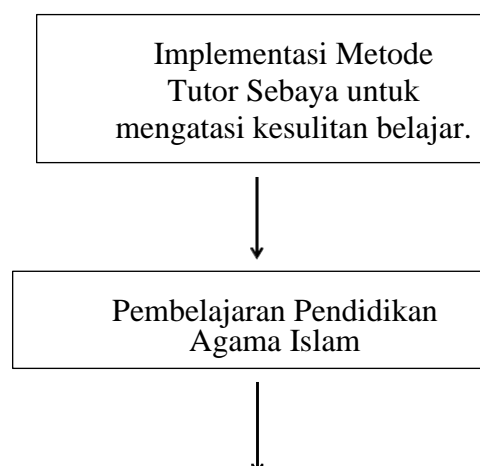 Implementasi Metode
Tutor Sebaya untuk
mengatasi kesulitan belajar.
Pembelajaran Pendidikan
Agama Islam